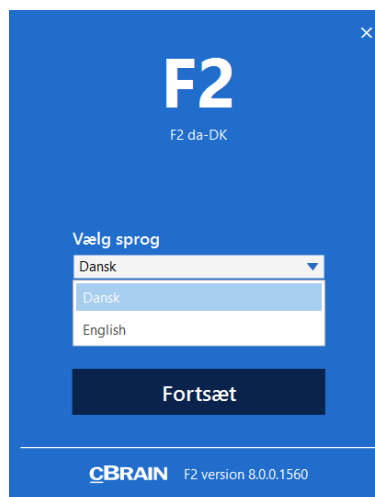 F2
F2 da-DK
Vælg sprog
Dansk
Dansk
English
Fortsæt
cBRAIN F2 version 8.0.0.1560